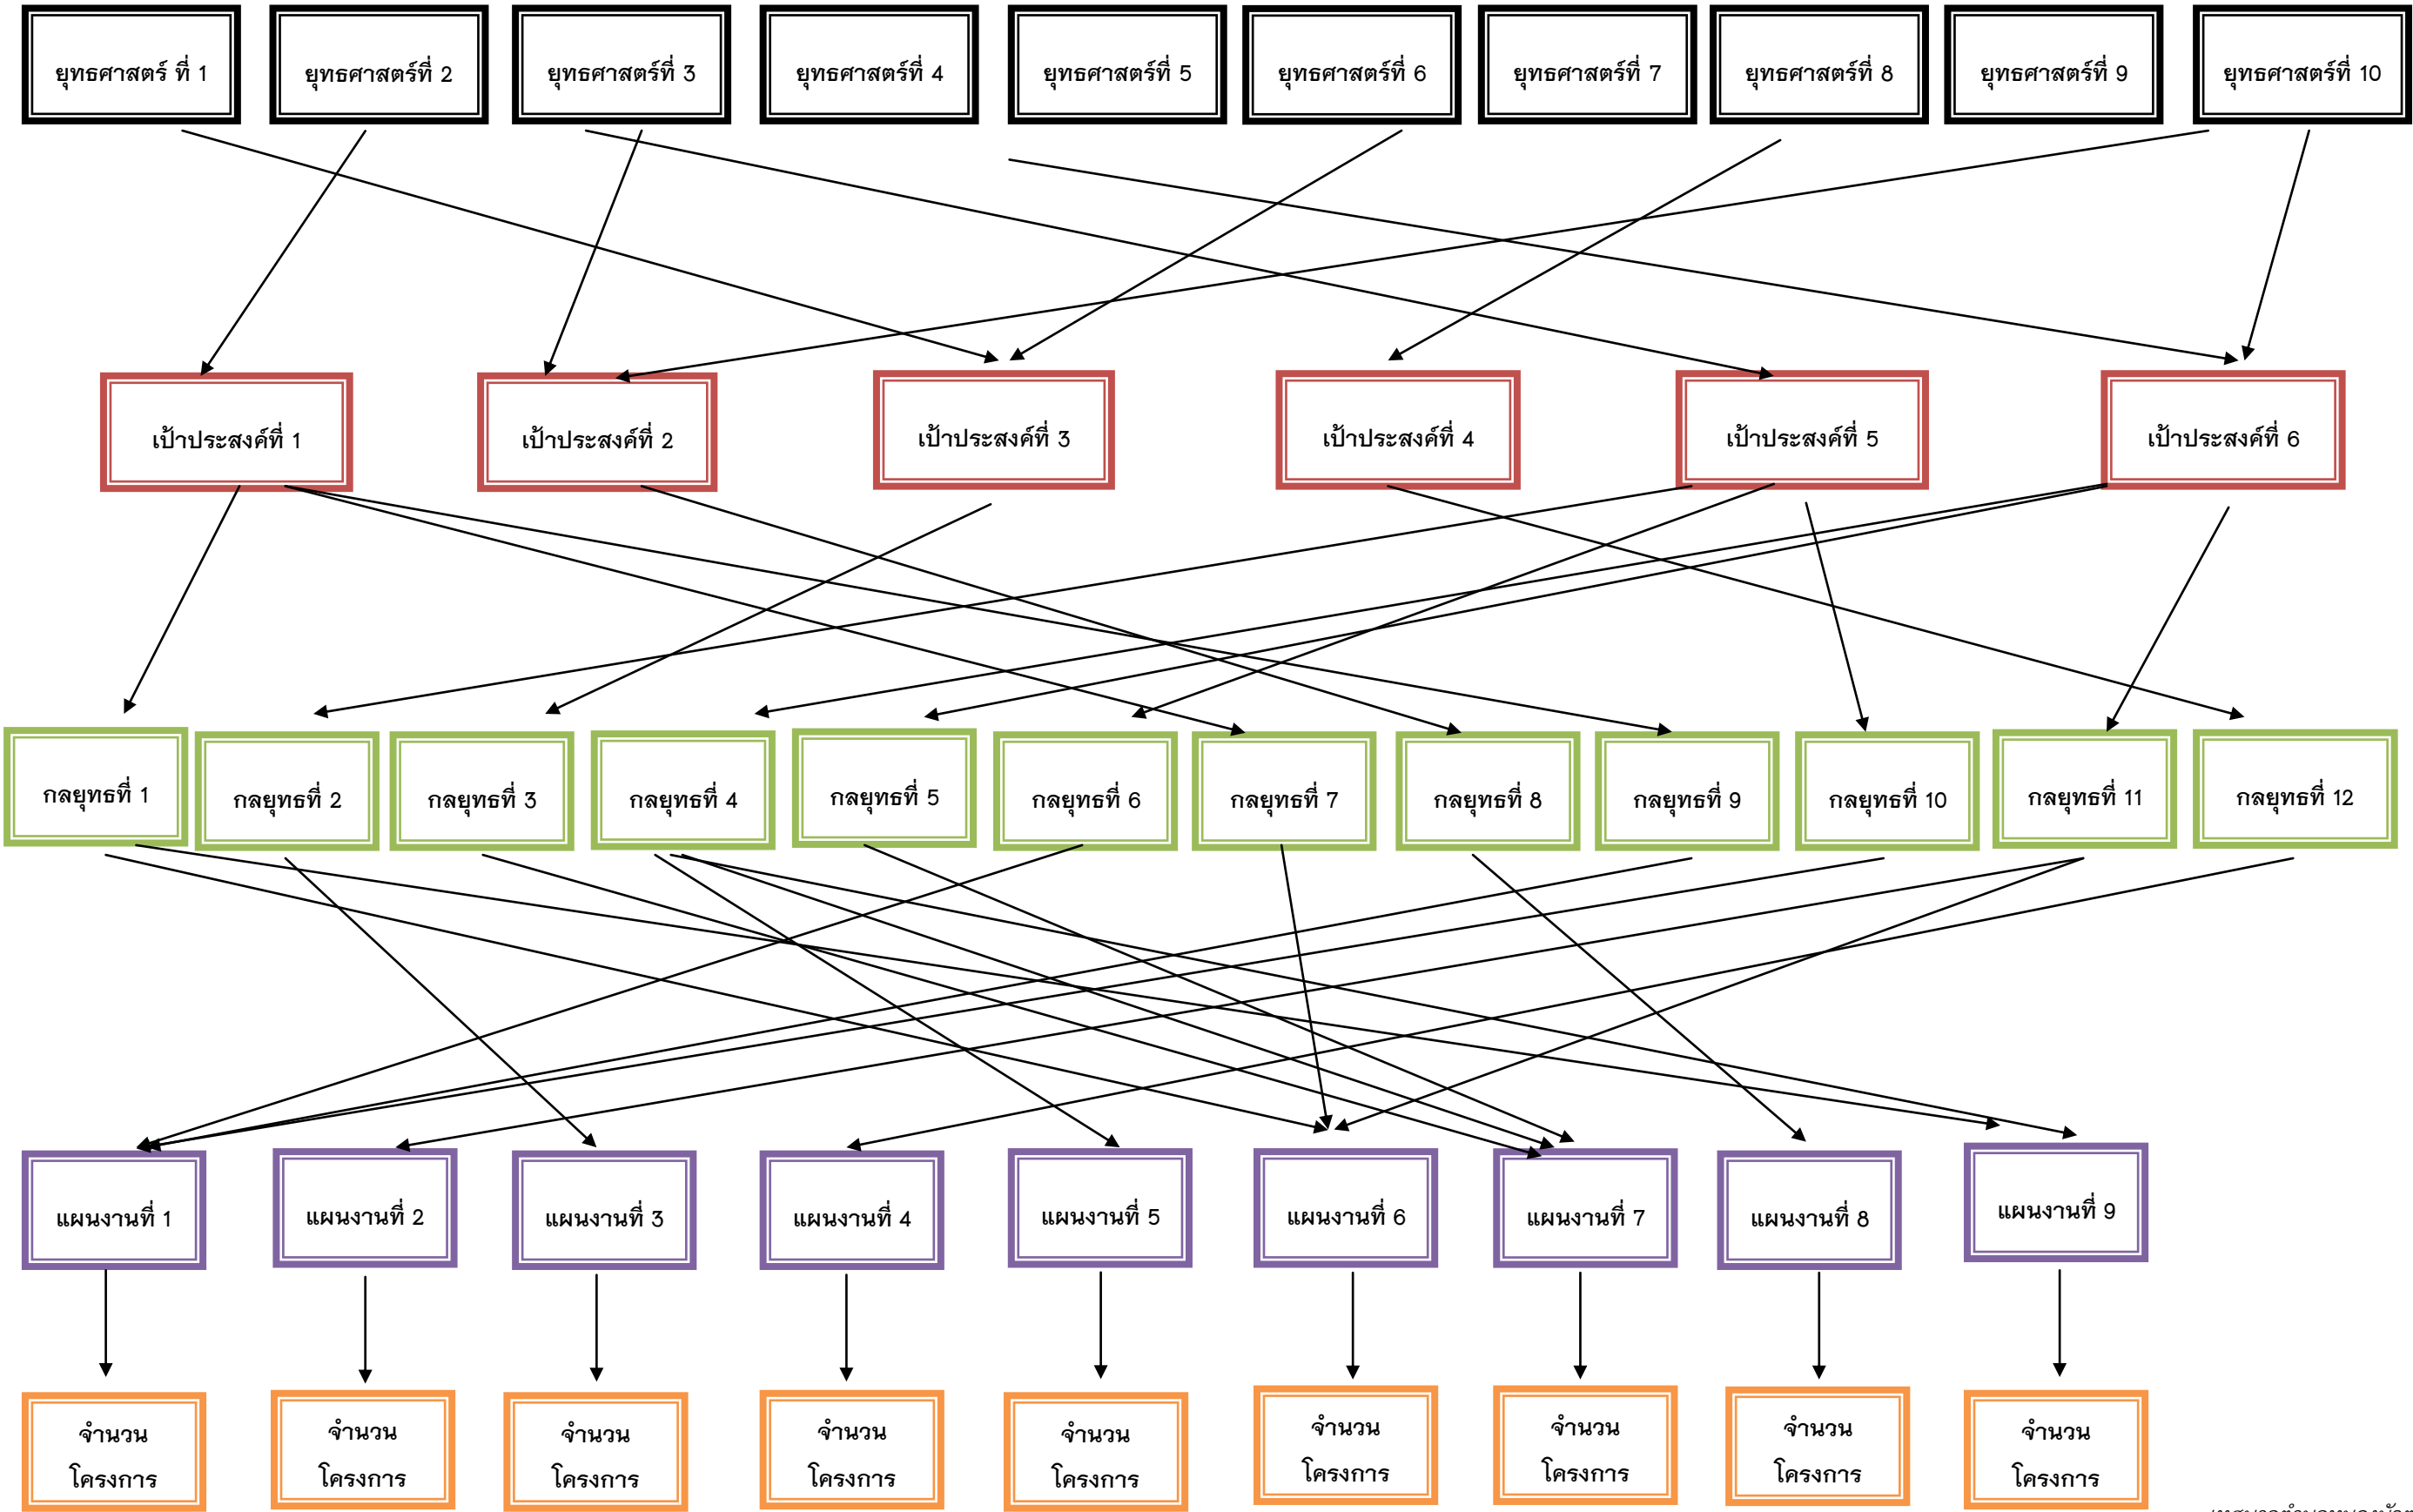 ยุทธศาสตร์ ที่ 1
ยุทธศาสตร์ที่ 2
ยุทธศาสตร์ที่ 3
ยุทธศาสตร์ที่ 4
ยุทธศาสตร์ที่ 5
ยุทธศาสตร์ที่ 6
ยุทธศาสตร์ที่ 7
ยุทธศาสตร์ที่ 8
ยุทธศาสตร์ที่ 9
ยุทธศาสตร์ที่ 10
เป้าประสงค์ที่ 1
เป้าประสงค์ที่ 2
เป้าประสงค์ที่ 3
เป้าประสงค์ที่ 4
เป้าประสงค์ที่ 5
เป้าประสงค์ที่ 6
กลยุทธที่ 1
กลยุทธที่ 2
กลยุทธที่ 3
กลยุทธที่ 4
กลยุทธที่ 5
กลยุทธที่ 6
กลยุทธที่ 7
กลยุทธที่ 8
กลยุทธที่ 9
กลยุทธที่ 10
กลยุทธที่ 11
กลยุทธที่ 12
แผนงานที่ 1
แผนงานที่ 2
แผนงานที่ 3
แผนงานที่ 4
แผนงานที่ 5
แผนงานที่ 6
แผนงานที่ 7
แผนงานที่ 8
แผนงานที่ 9
จำนวน
โครงการ
จำนวน
โครงการ
จำนวน
โครงการ
จำนวน
โครงการ
จำนวน
โครงการ
จำนวน
โครงการ
จำนวน
โครงการ
จำนวน
โครงการ
จำนวน
โครงการ